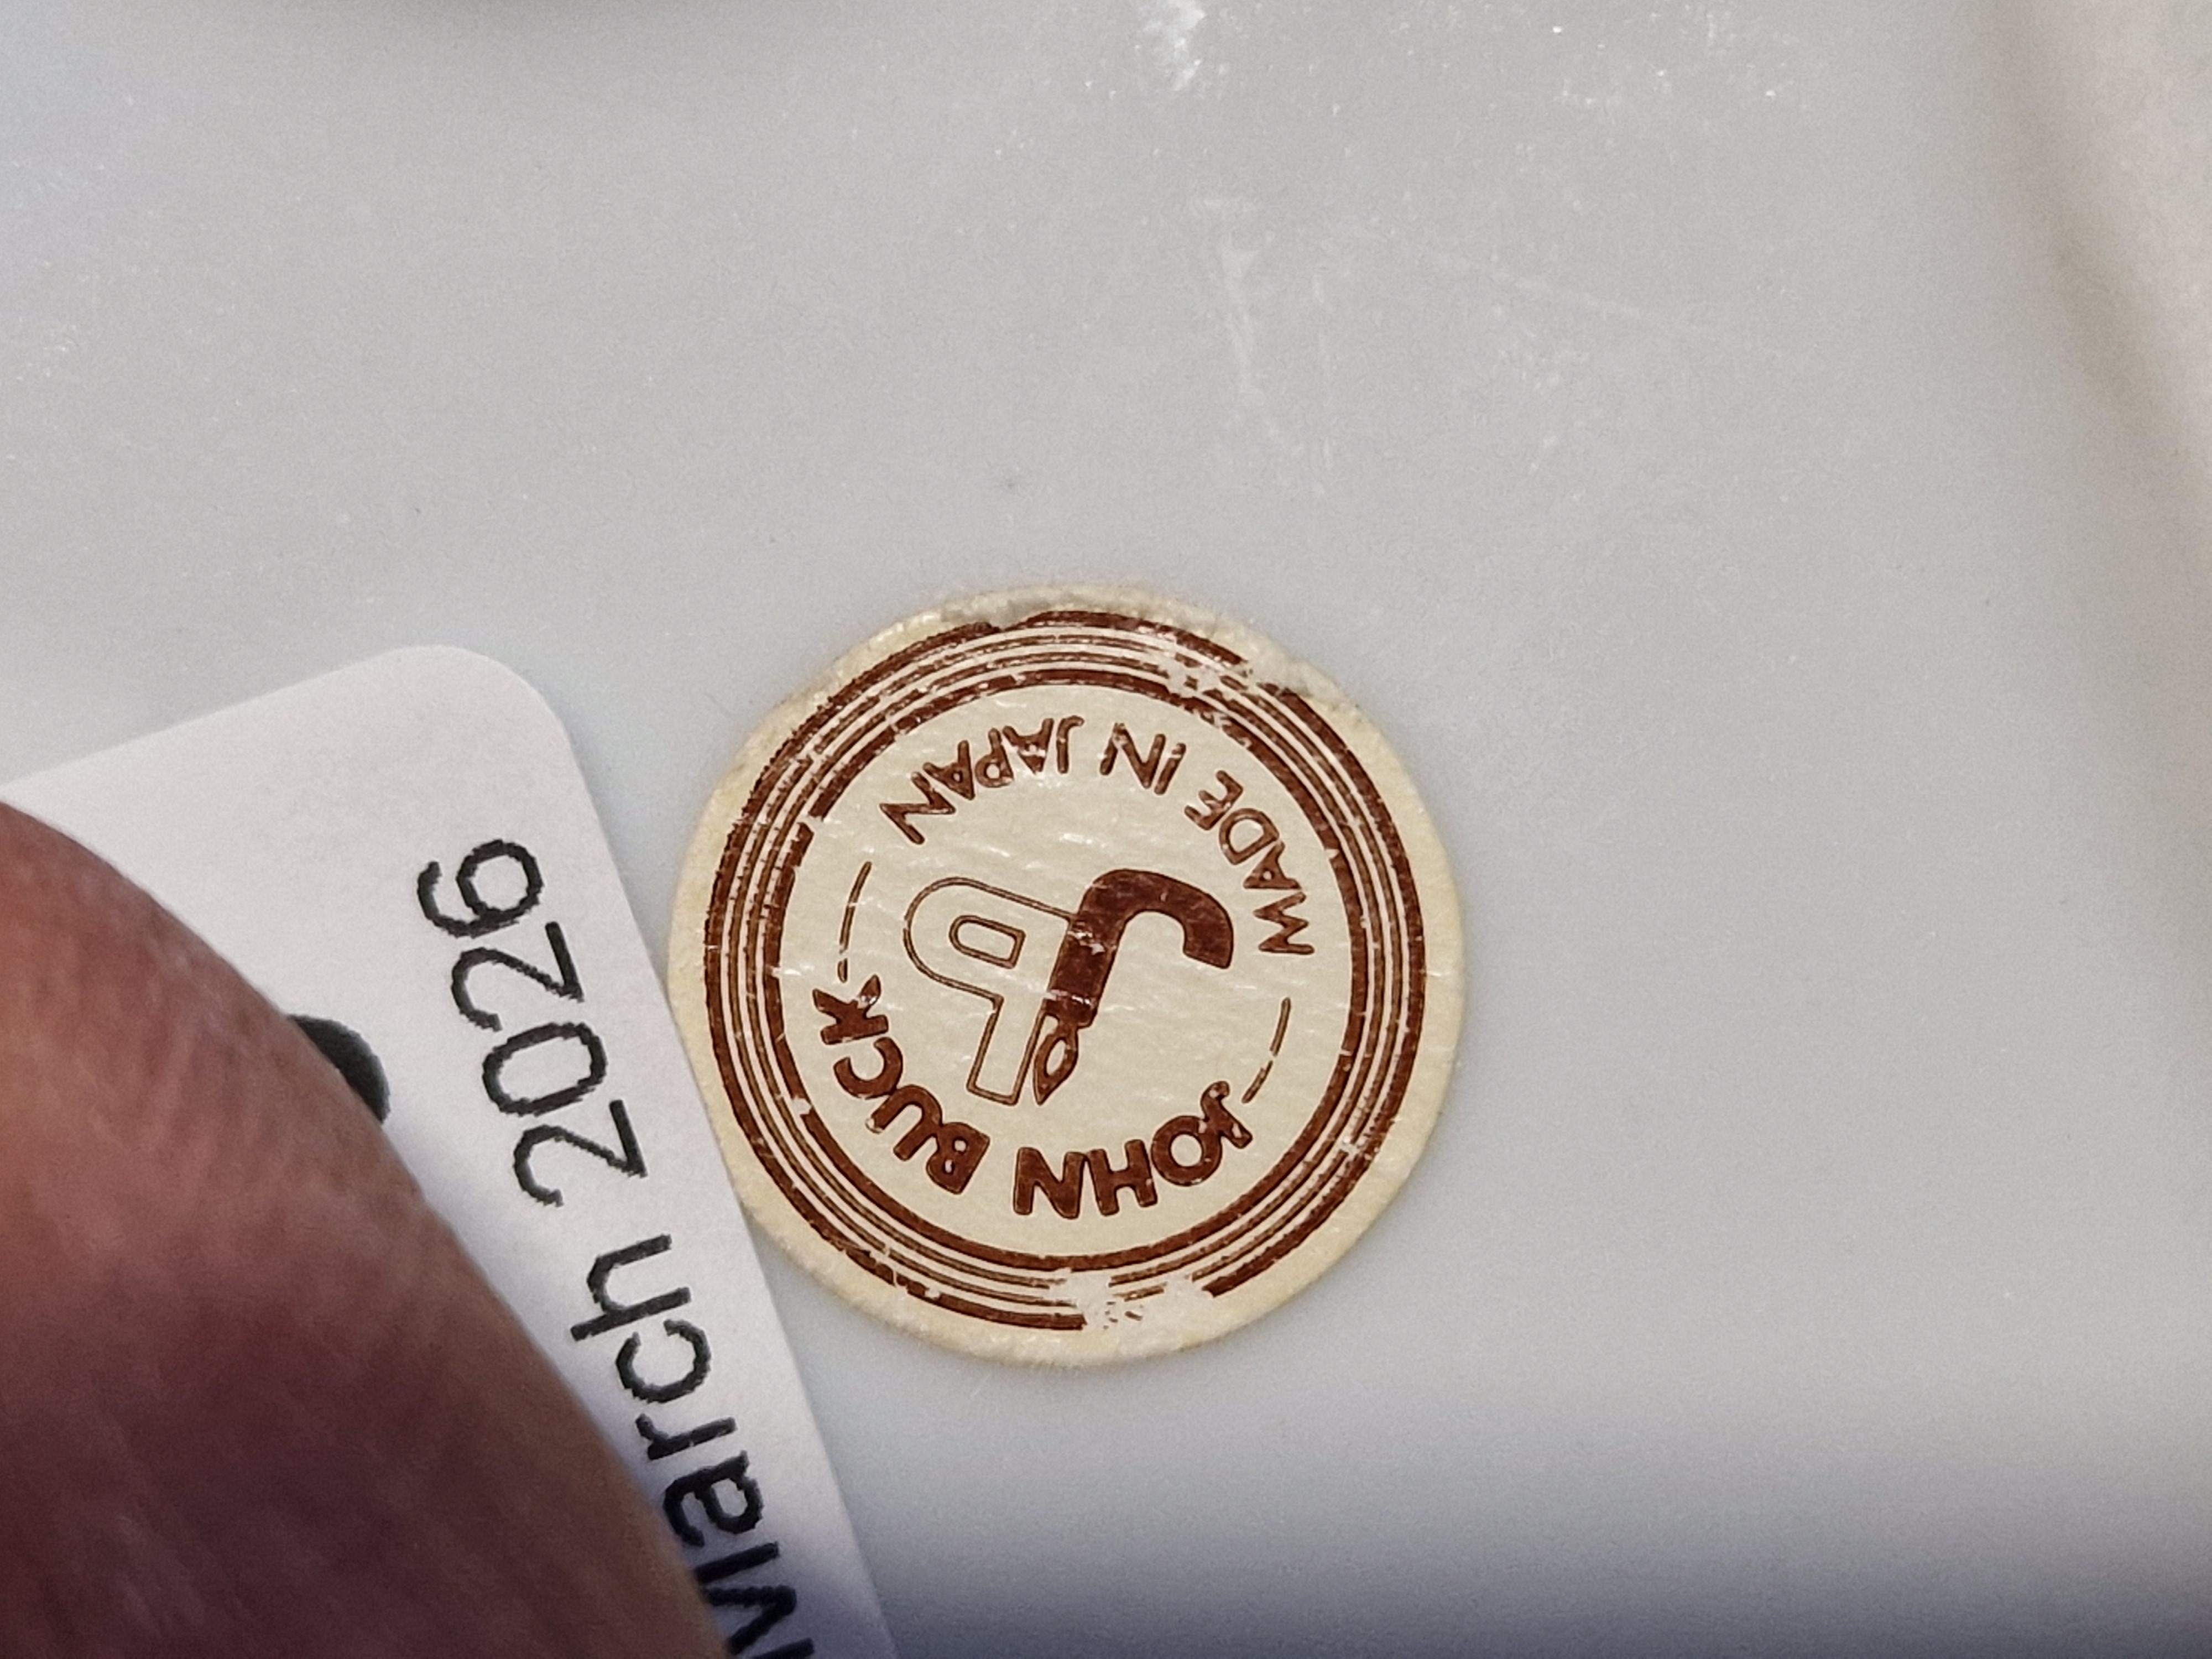 JOHN BUCK
MADE IN JAPAN
March 2026